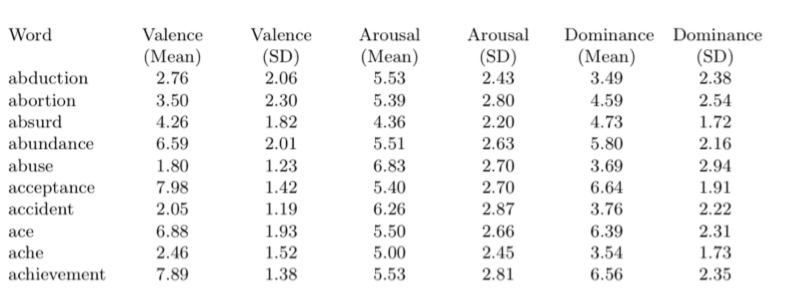 Word Valence Valence Arousal Arousal Dominance Dominance
(Mean) (SD) (Mean) (SD) (Mean) (SD)
abduction 2.76 2.06 5.53 2.43 3.49 2.38
abortion 3.50 2.30 5.39 2.80 4.59 2.54
absurd 4.26 1.82 4.36 2.20 4.73 1.72
abundance 6.59 2.01 5.51 2.63 5.80 2.16
abuse 1.80 1.23 6.83 2.70 3.69 2.94
acceptance 7.98 1.42 5.40 2.70 6.64 1.91
accident 2.05 1.19 6.26 2.87 3.76 2.22
ace 6.88 1.93 5.50 2.66 6.39 2.31
ache 2.46 1.52 5.00 2.45 3.54 1.73
achievement 7.89 1.38 5.53 2.81 6.56 2.35